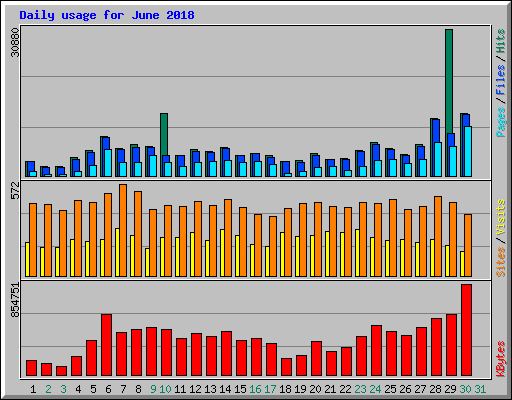 Daily usage for June 2018
30880
Pages / Files / Hits
572
Sites / Visits
854751
KBytes
1 2 3 4 5 6 7 8 9 10 11 12 13 14 15 16 17 18 19 20 21 22 23 24 25 26 27 28 29 30 31